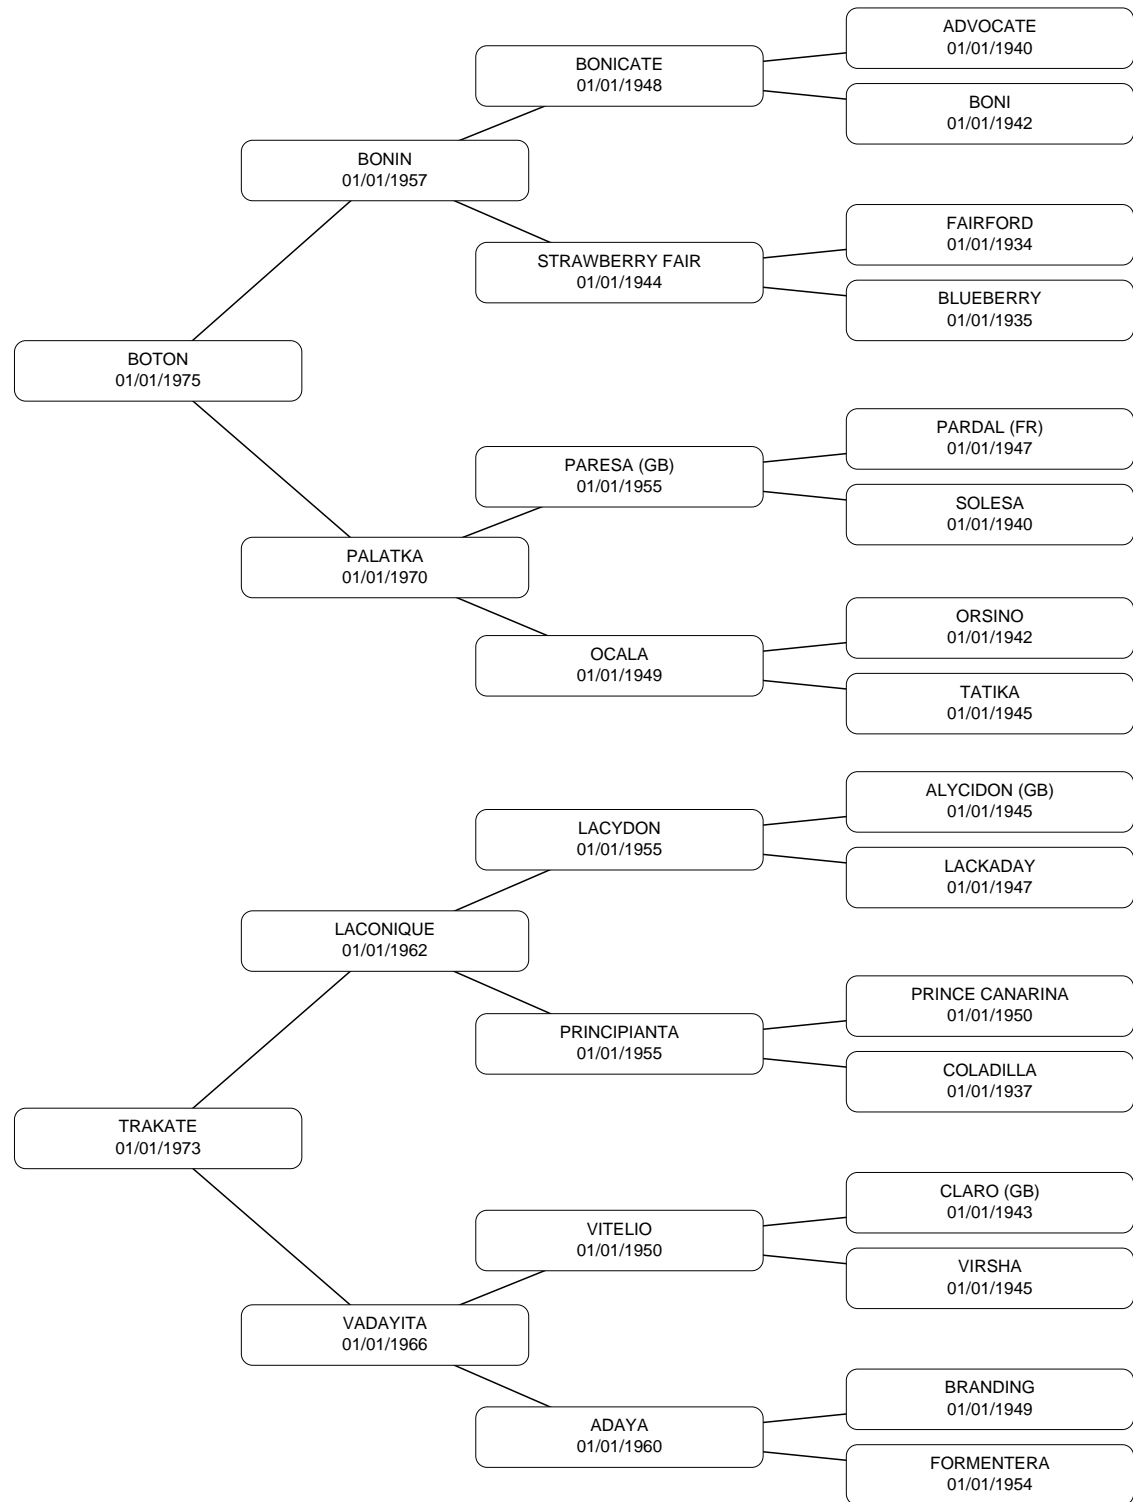 ADVOCATE
01/01/1940
BONICATE
01/01/1948
BONI
01/01/1942
BONIN
01/01/1957
FAIRFORD
01/01/1934
STRAWBERRY FAIR
01/01/1944
BLUEBERRY
01/01/1935
BOTON
01/01/1975
PARDAL (FR)
01/01/1947
PARESA (GB)
01/01/1955
SOLESA
01/01/1940
PALATKA
01/01/1970
ORSINO
01/01/1942
OCALA
01/01/1949
TATIKA
01/01/1945
ALYCIDON (GB)
01/01/1945
LACYDON
01/01/1955
LACKADAY
01/01/1947
LACONIQUE
01/01/1962
PRINCE CANARINA
01/01/1950
PRINCIPIANTA
01/01/1955
COLADILLA
01/01/1937
TRAKATE
01/01/1973
CLARO (GB)
01/01/1943
VITELIO
01/01/1950
VIRSHA
01/01/1945
VADAYITA
01/01/1966
BRANDING
01/01/1949
ADAYA
01/01/1960
FORMENTERA
01/01/1954